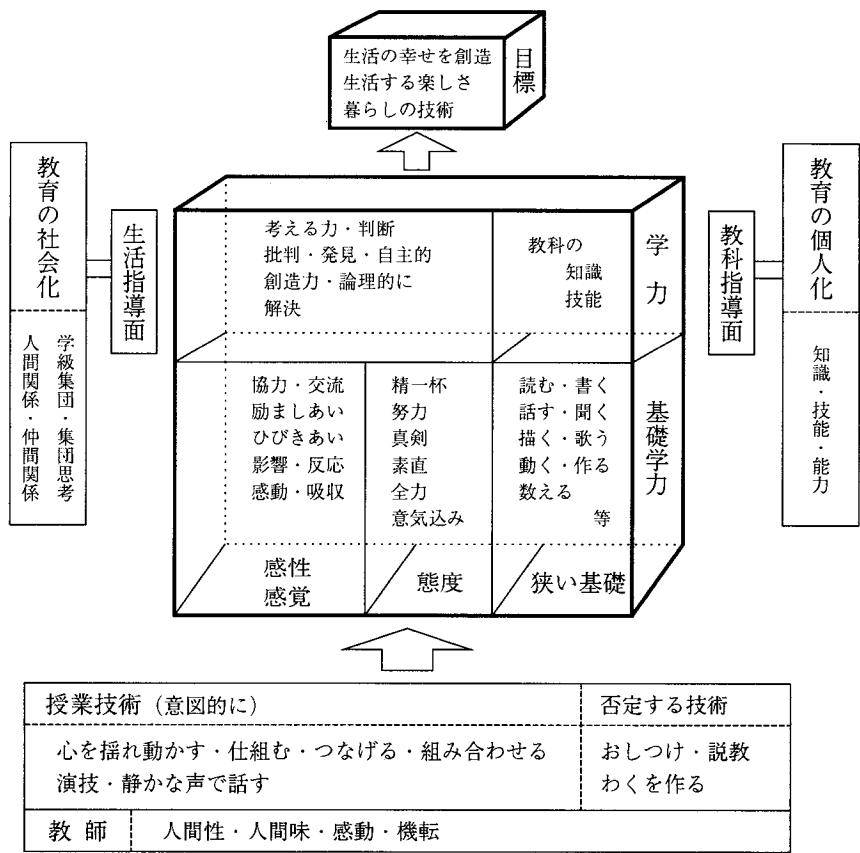 生活の幸せを創造
生活する楽しさ
暮らしの技術
目標
教育の社会化
学級集団・集団思考
人間関係・仲間関係
生活指導面
考える力・判断
批判・発見・自主的
創造力・論理的に
解決
教科の
知識
技能
学力
協力・交流
励ましあい
ひびきあい
影響・反応
感動・吸収
精一杯
努力
真剣
素直
全力
意気込み
読む・書く
話す・聞く
描く・歌う
動く・作る
数える
等
基礎学力
感性
感覚
態度
狭い基礎
教科指導面
教育の個人化
知識・技能・能力
授業技術（意図的に）
心を揺れ動かす・仕組む・つなげる・組み合わせる
演技・静かな声で話す
否定する技術
おしつけ・説教
わくを作る
教師
人間性・人間味・感動・機転